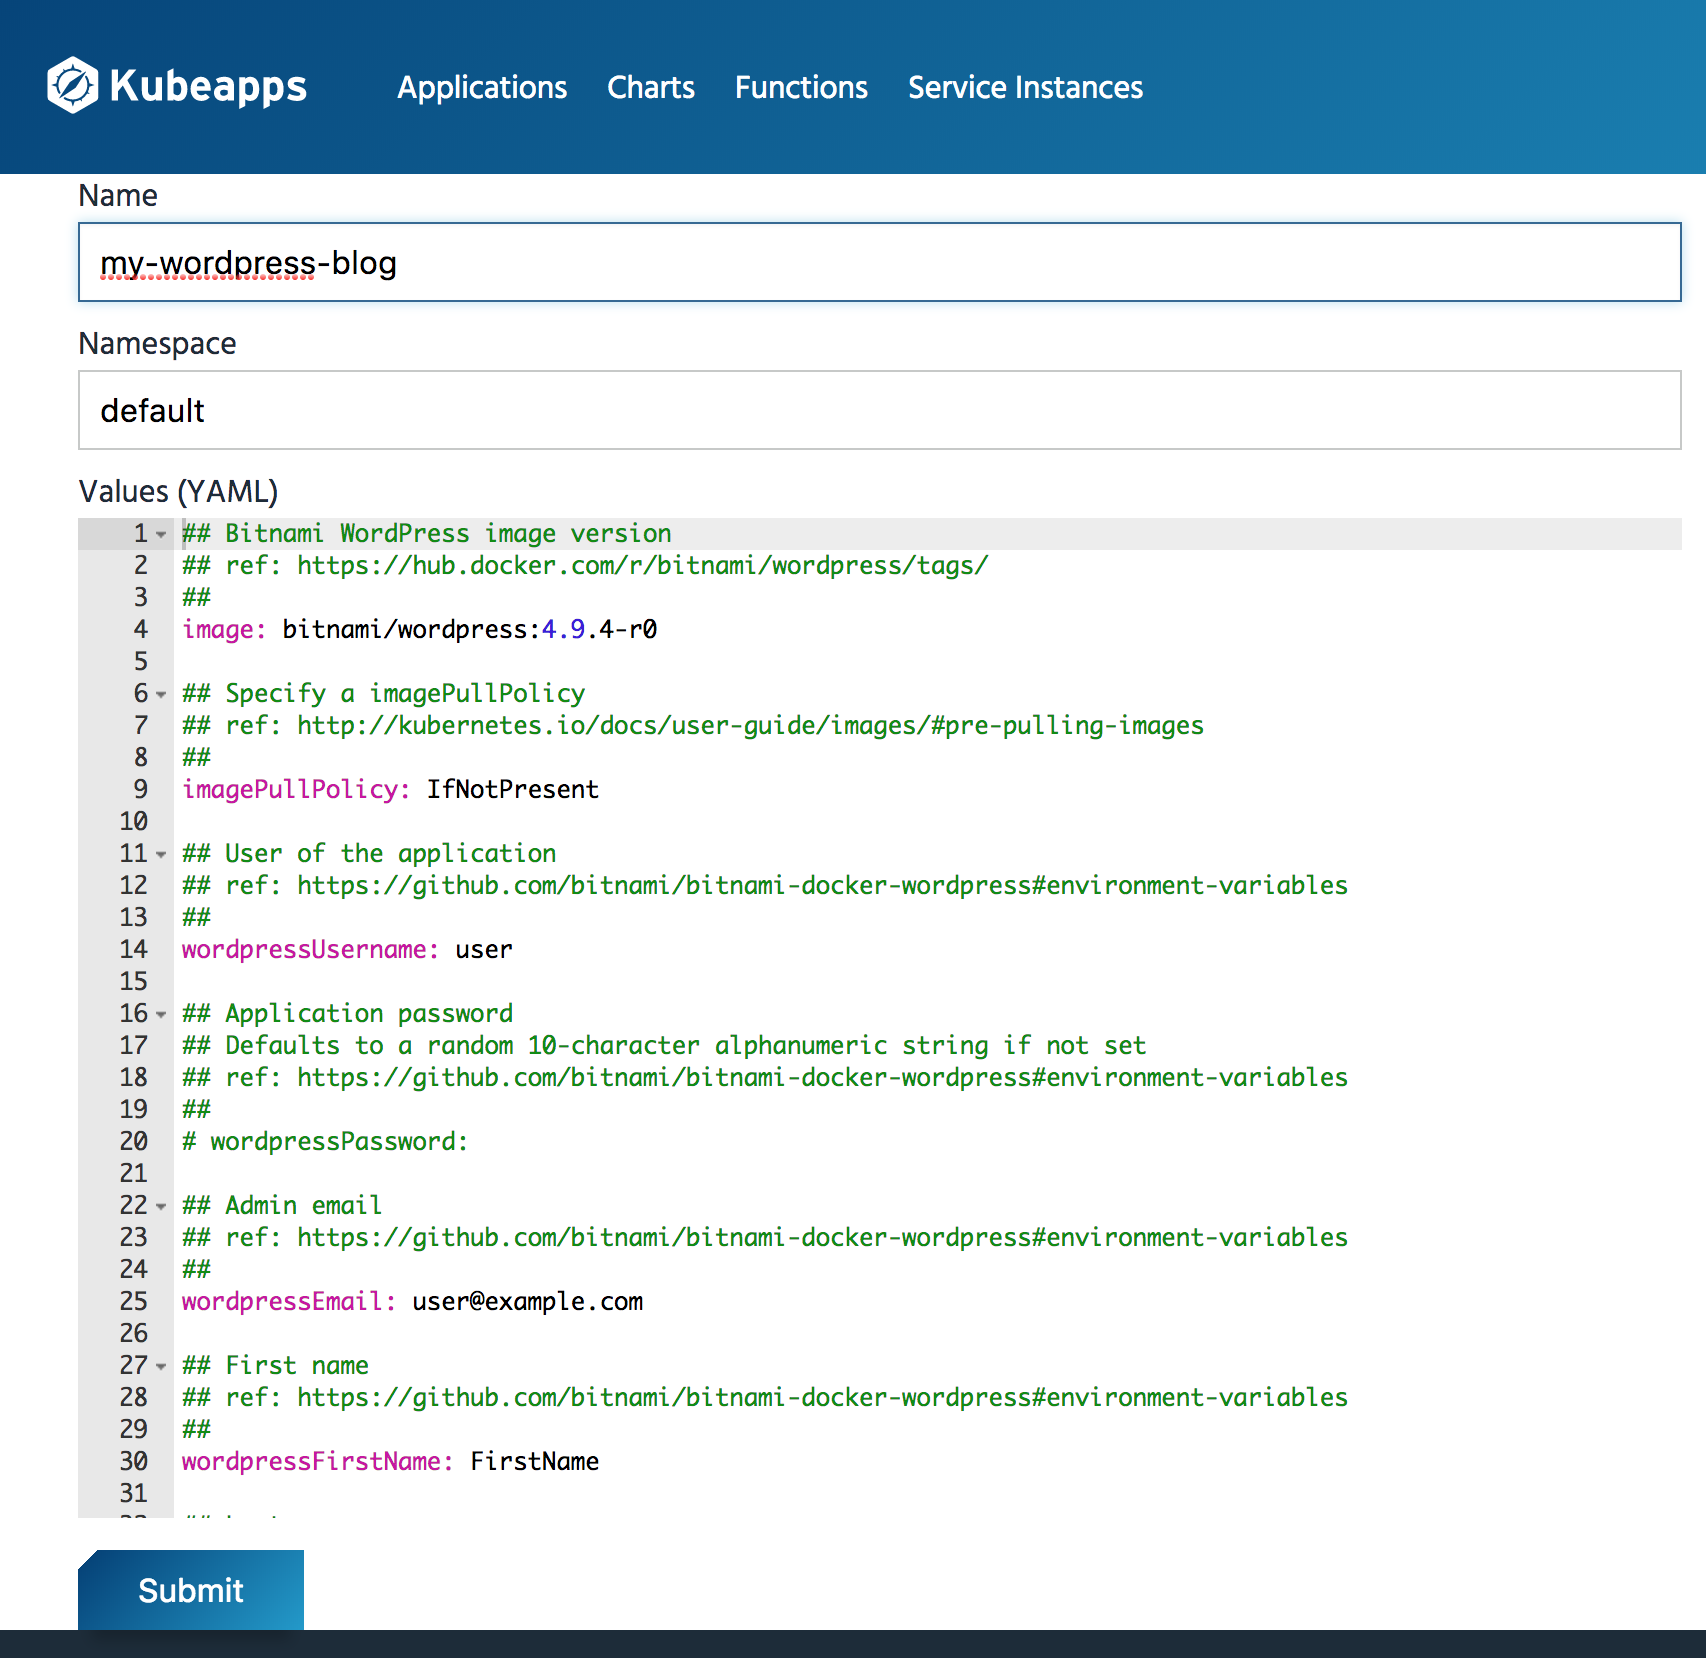 Kubeapps Applications Charts Functions Service Instances
Name
my-wordpress-blog
Namespace
default
Values (YAML)
1 ## Bitnami WordPress image version
2 ## ref: https://hub.docker.com/r/bitnami/wordpress/tags/
3 ##
4 image: bitnami/wordpress:4.9.4-r0
5
6 ## Specify a imagePullPolicy
7 ## ref: http://kubernetes.io/docs/user-guide/images/#pre-pulling-images
8 ##
9 imagePullPolicy: IfNotPresent
10
11 ## User of the application
12 ## ref: https://github.com/bitnami/bitnami-docker-wordpress#environment-variables
13 ##
14 wordpressUsername: user
15
16 ## Application password
17 ## Defaults to a random 10-character alphanumeric string if not set
18 ## ref: https://github.com/bitnami/bitnami-docker-wordpress#environment-variables
19 ##
20 # wordpressPassword:
21
22 ## Admin email
23 ## ref: https://github.com/bitnami/bitnami-docker-wordpress#environment-variables
24 ##
25 wordpressEmail: user@example.com
26
27 ## First name
28 ## ref: https://github.com/bitnami/bitnami-docker-wordpress#environment-variables
29 ##
30 wordpressFirstName: FirstName
31
Submit